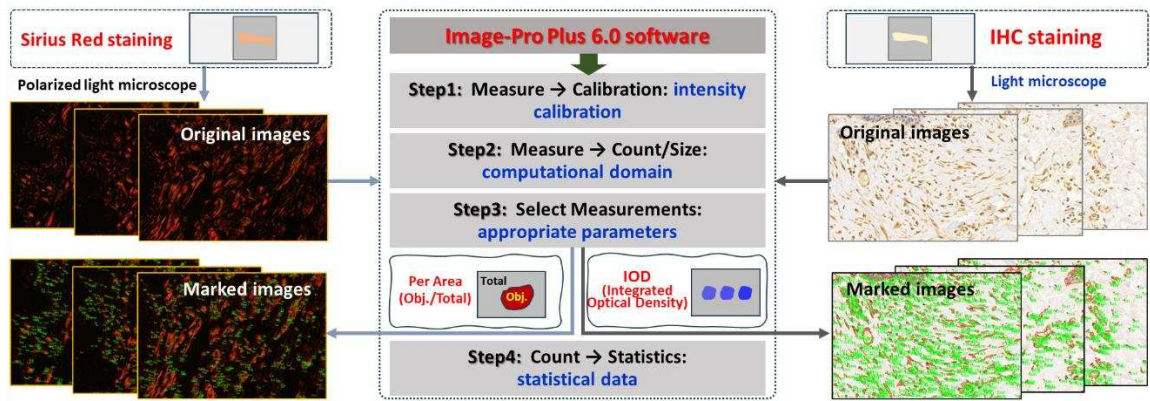 Sirius Red staining
Polarized light microscope
Original images
Marked images
Image-Pro Plus 6.0 software
Step1: Measure → Calibration: intensity
calibration
Step2: Measure → Count/Size:
computational domain
Step3: Select Measurements:
appropriate parameters
Per Area
(Obj./Total)
Total
Obj.
IOD
(Integrated
Optical Density)
Step4: Count → Statistics:
statistical data
IHC staining
Light microscope
Original images
Marked images